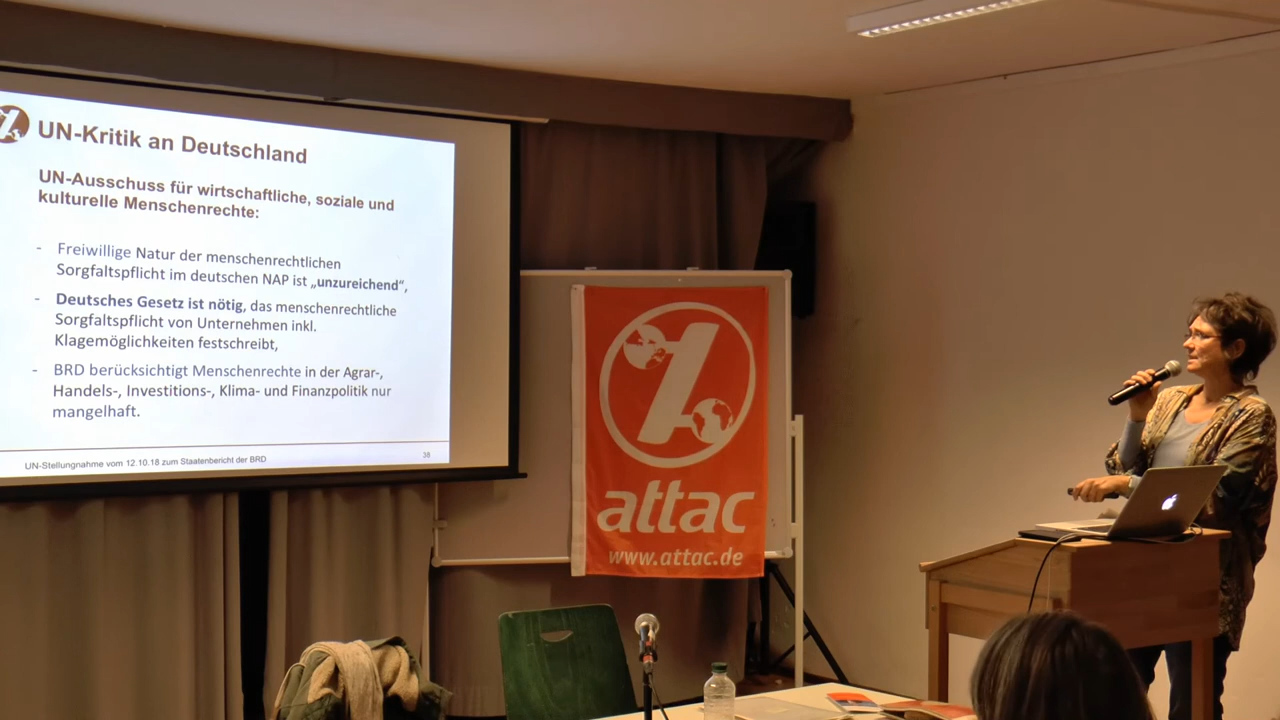 UN-Kritik an Deutschland
UN-Ausschuss für wirtschaftliche, soziale und
kulturelle Menschenrechte:
- Freiwillige Natur der menschenrechtlichen
Sorgfaltspflicht im deutschen NAP ist „unzureichend“,
- Deutsches Gesetz ist nötig, das menschenrechtliche
Sorgfaltspflicht von Unternehmen inkl.
Klagemöglichkeiten festschreibt,
- BRD berücksichtigt Menschenrechte in der Agrar-,
Handels-, Investitions-, Klima- und Finanzpolitik nur
mangelhaft.
UN-Stellungnahme vom 12.10.18 zum Staatenbericht der BRD
38
attac
www.attac.de